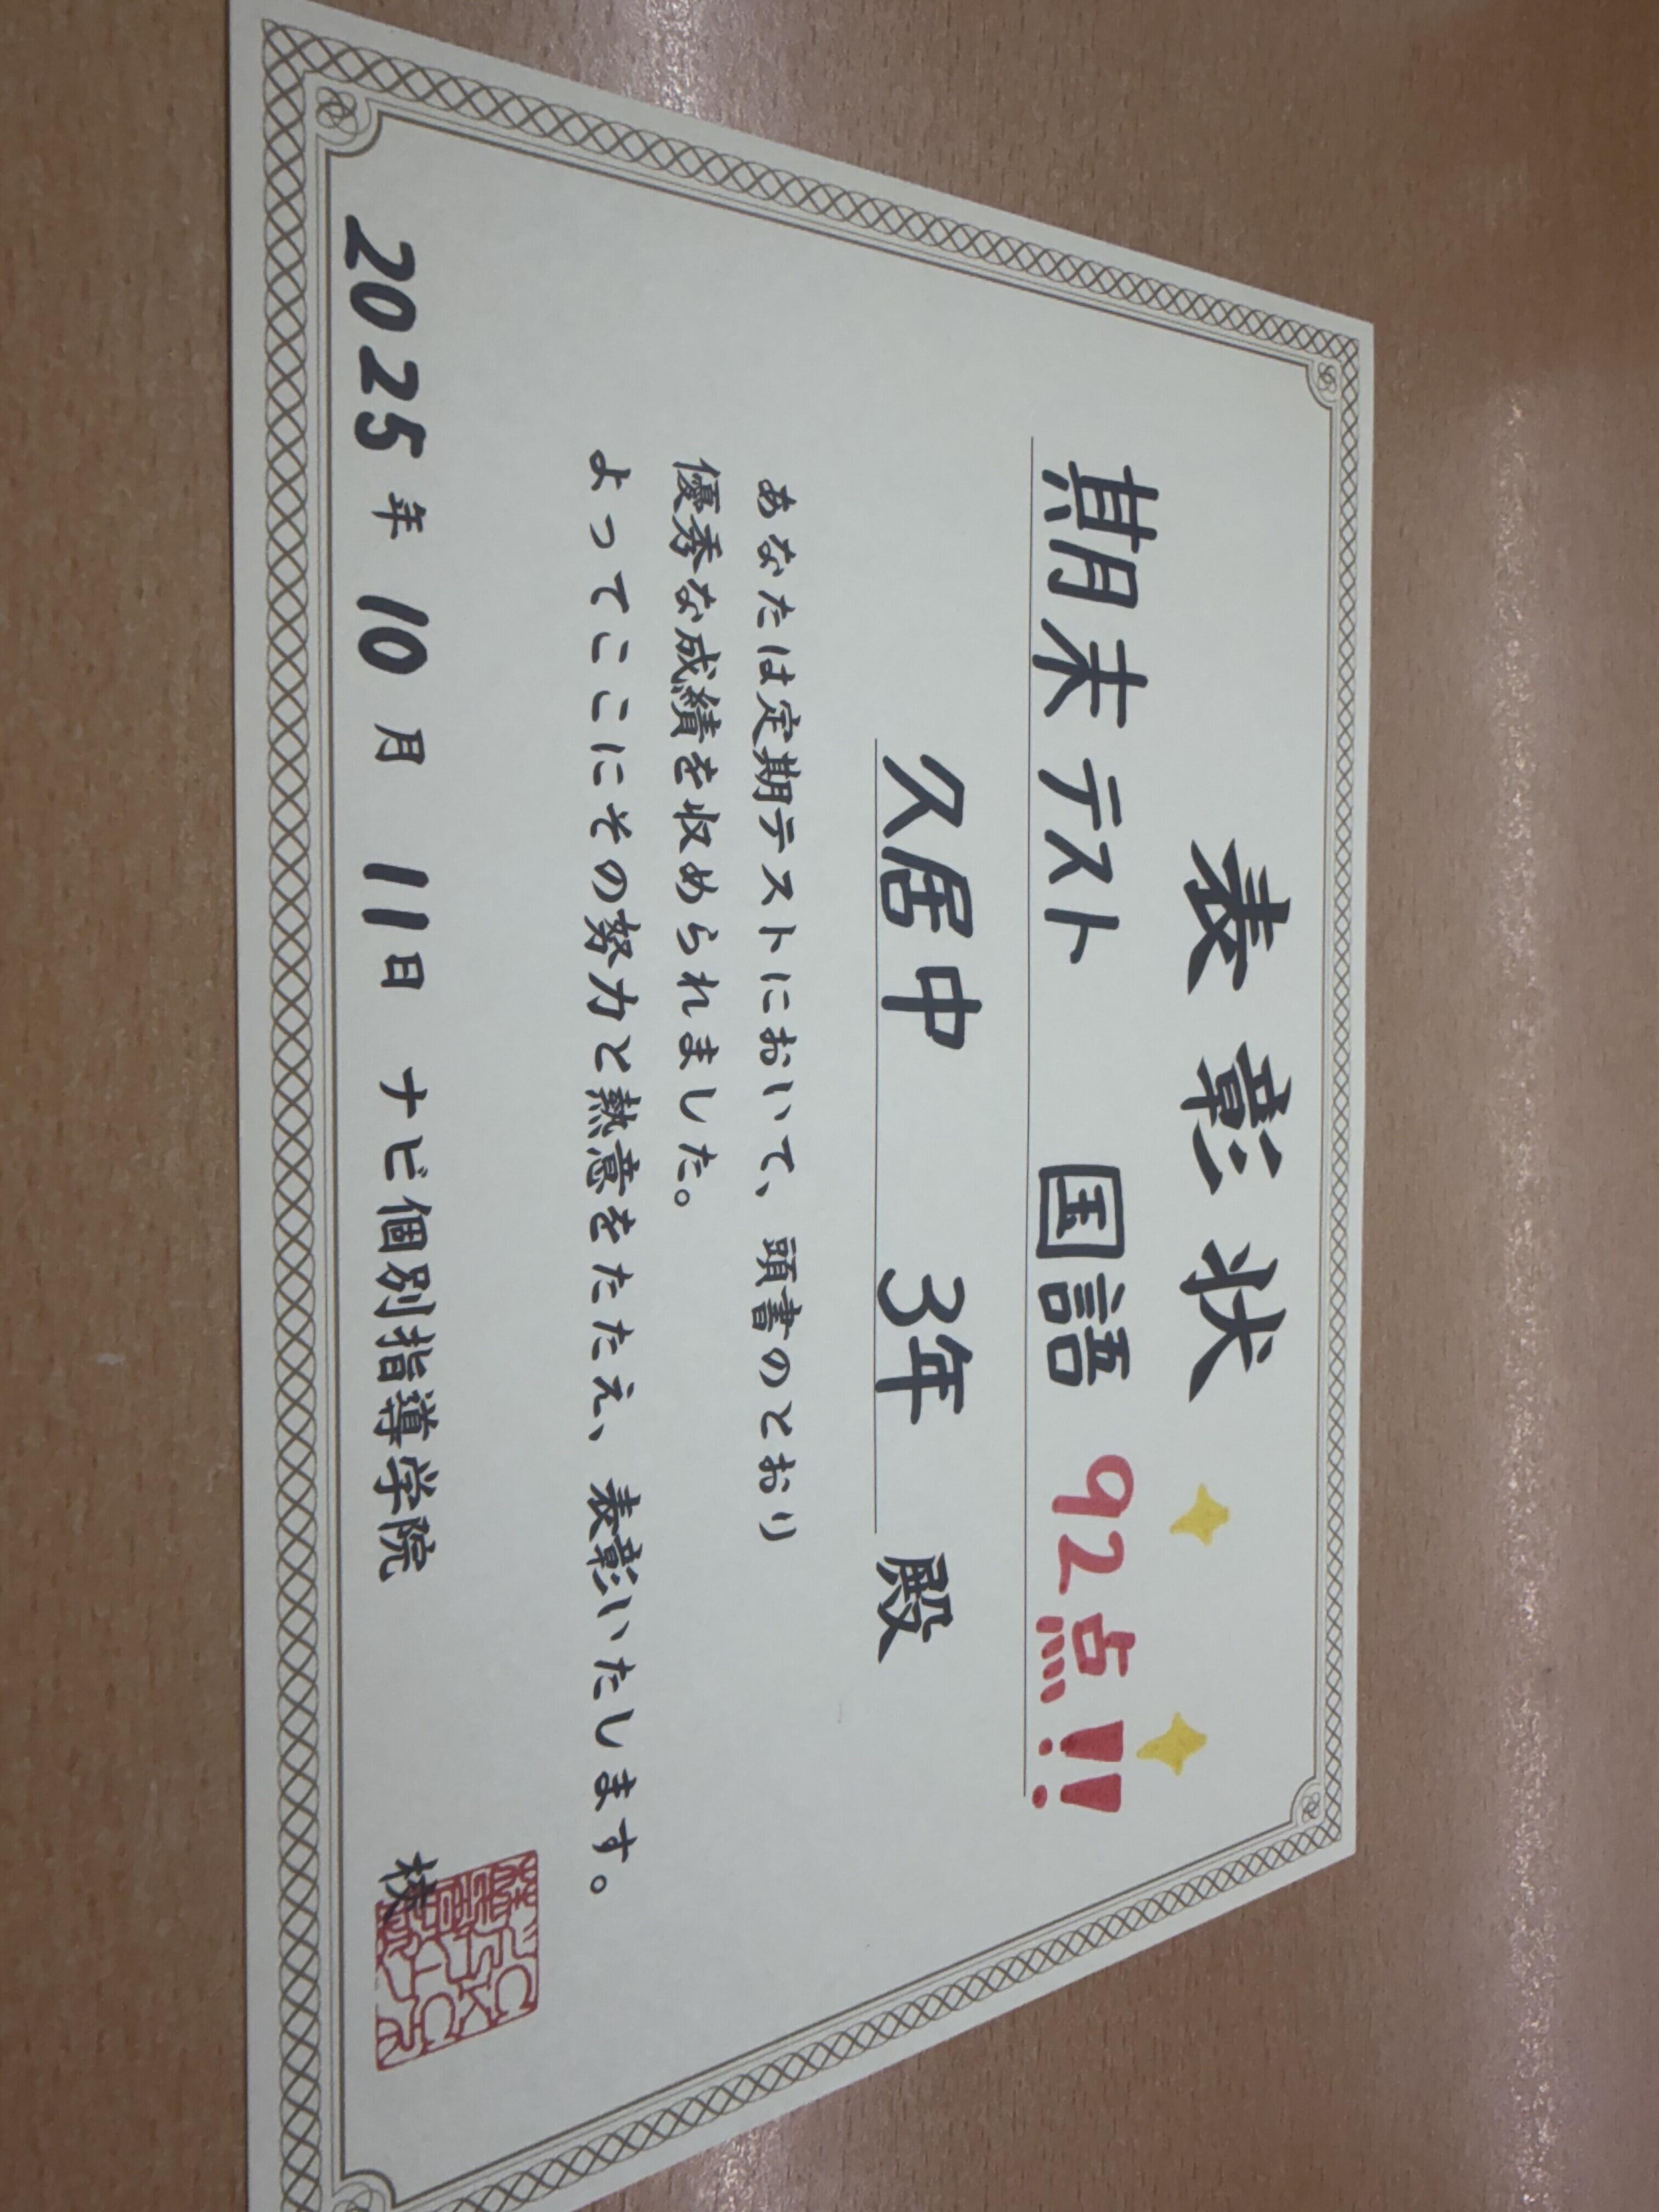 表彰状
期末テスト 国語 92点!!
久居中 3年 殿
あなたは定期テストにおいて、頭書のとおり
優秀な成績を収められました。
よってここにその努力と熱意をたたえ、表彰いたします。
2025年10月11日 ナビ個別指導学院 校